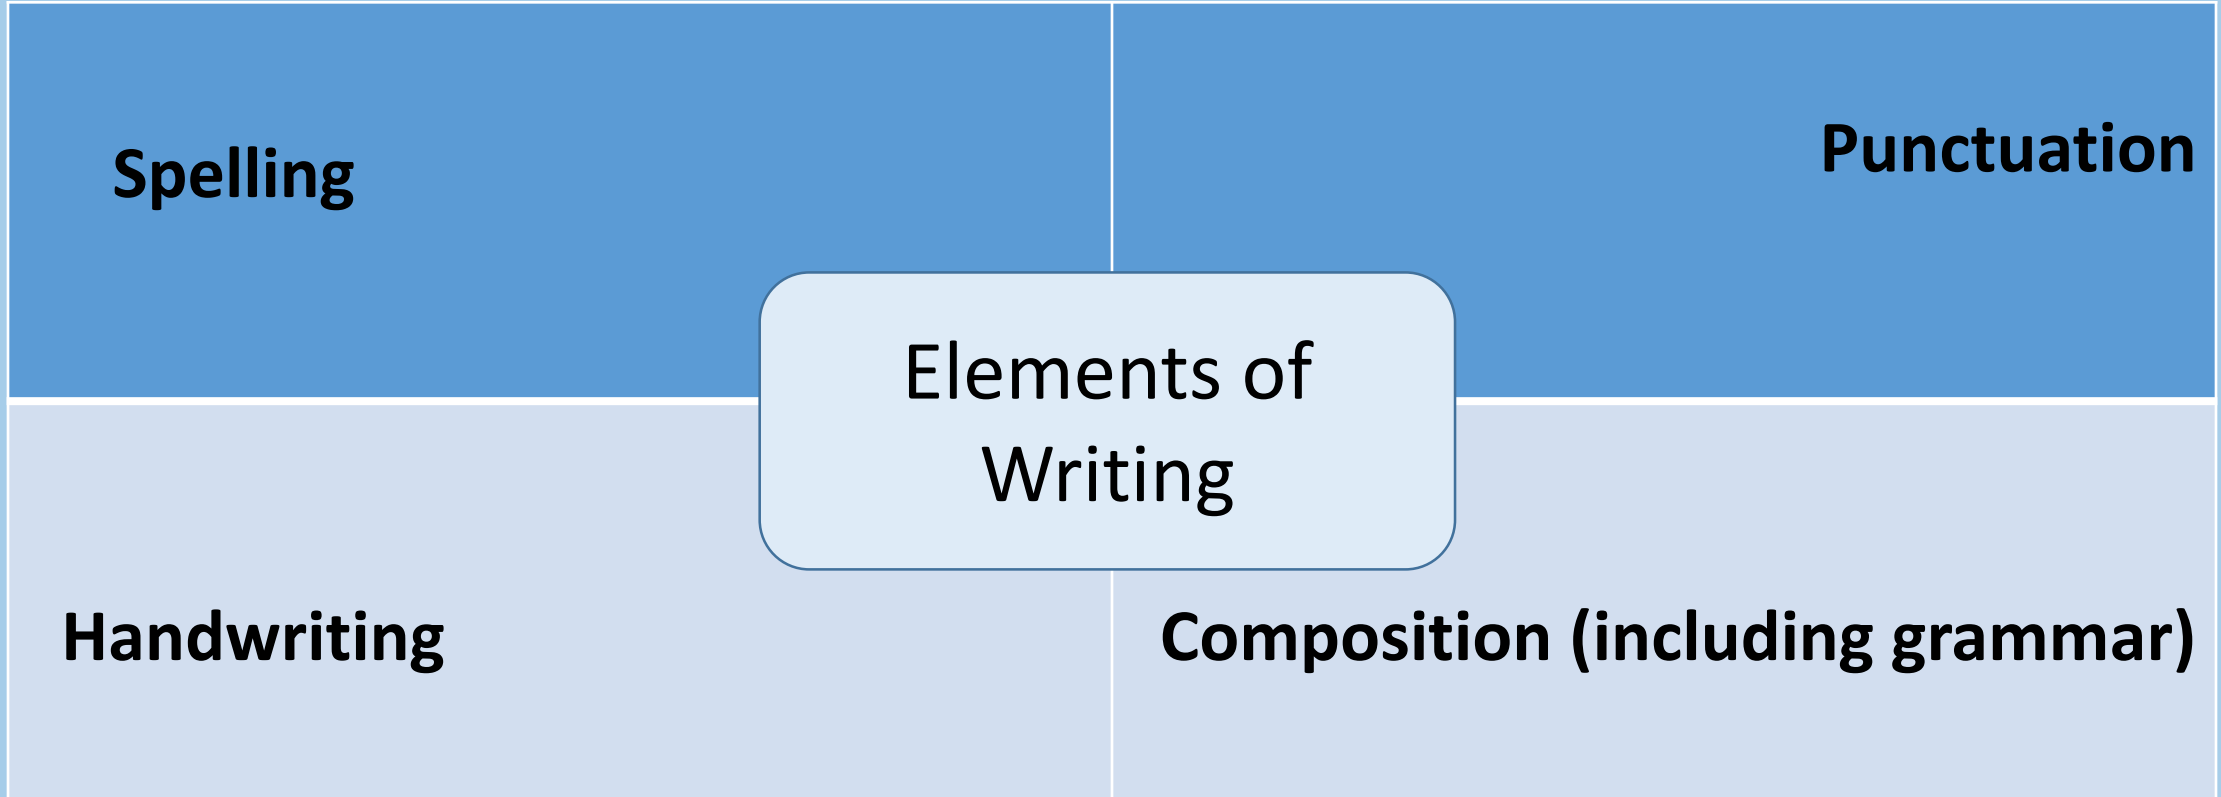 Spelling
Punctuation
Elements of
Writing
Handwriting
Composition (including grammar)